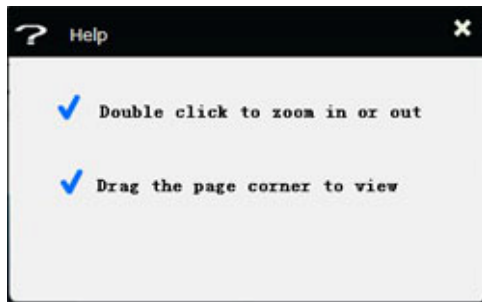 Help
Double click to zoom in or out
Drag the page corner to view